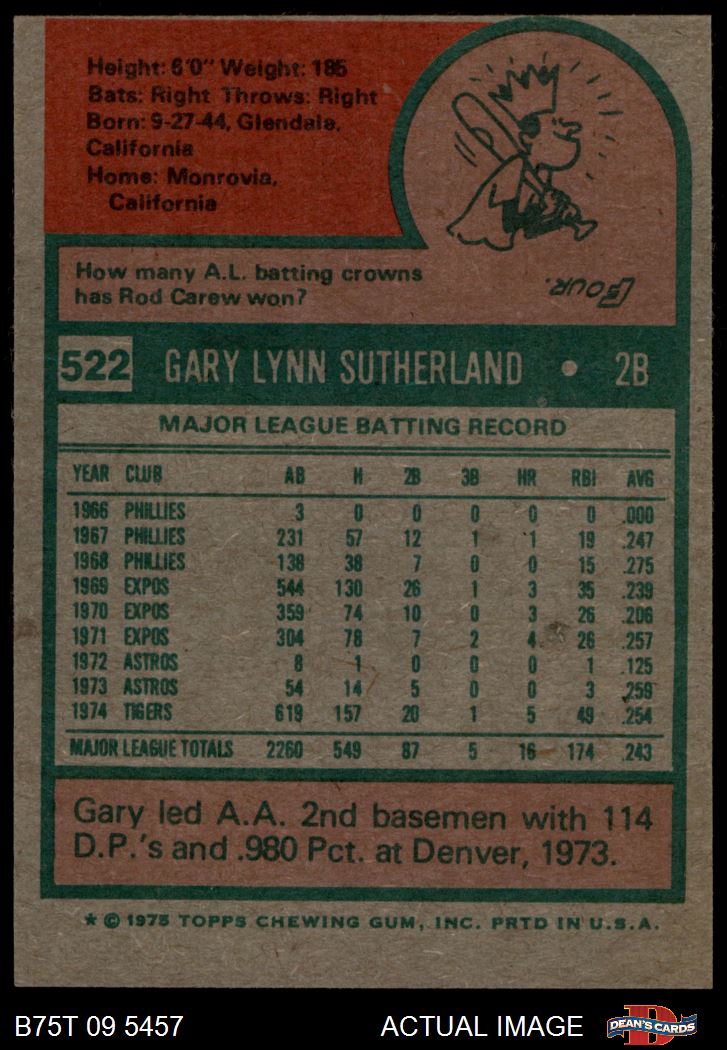 Height: 6'0" Weight: 185
Bats: Right Throws: Right
Born: 9-27-44, Glendale,
California
Home: Monrovia,
California
How many A.L. batting crowns
has Rod Carew won?
FOUR.
522 GARY LYNN SUTHERLAND • 2B
MAJOR LEAGUE BATTING RECORD
YEAR CLUB AB H 2B 3B HR RBI AVG
1966 PHILLIES 3 0 0 0 0 0 .000
1967 PHILLIES 231 57 12 1 1 19 .247
1968 PHILLIES 138 38 7 0 0 15 .275
1969 EXPOS 544 130 26 1 3 35 .239
1970 EXPOS 359 74 10 0 3 26 .206
1971 EXPOS 304 78 7 2 4 26 .257
1972 ASTROS 8 1 0 0 0 1 .125
1973 ASTROS 54 14 5 0 0 3 .259
1974 TIGERS 619 157 20 1 5 49 .254
MAJOR LEAGUE TOTALS 2260 549 87 5 16 174 .243
Gary led A.A. 2nd basemen with 114
D.P.'s and .980 Pct. at Denver, 1973.
★ © 1975 TOPPS CHEWING GUM, INC. PRTD IN U.S.A.
B75T 09 5457 ACTUAL IMAGE
DEAN'S CARDS